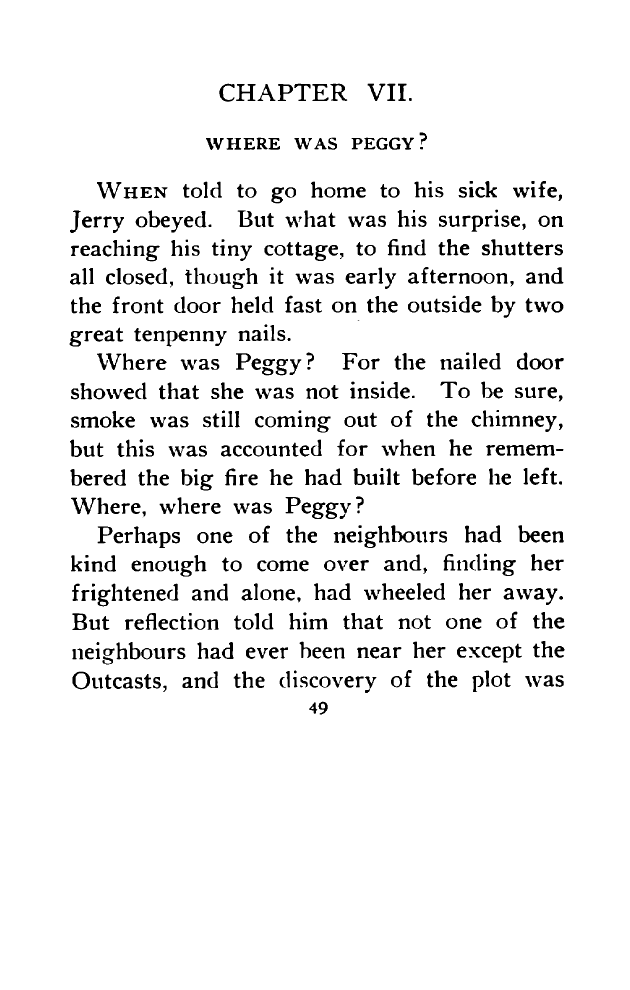 CHAPTER VII.
WHERE WAS PEGGY?
WHEN told to go home to his sick wife,
Jerry obeyed. But what was his surprise, on
reaching his tiny cottage, to find the shutters
all closed, though it was early afternoon, and
the front door held fast on the outside by two
great tenpenny nails.
Where was Peggy? For the nailed door
showed that she was not inside. To be sure,
smoke was still coming out of the chimney,
but this was accounted for when he remem-
bered the big fire he had built before he left.
Where, where was Peggy?
Perhaps one of the neighbours had been
kind enough to come over and, finding her
frightened and alone, had wheeled her away.
But reflection told him that not one of the
neighbours had ever been near her except the
Outcasts, and the discovery of the plot was
49